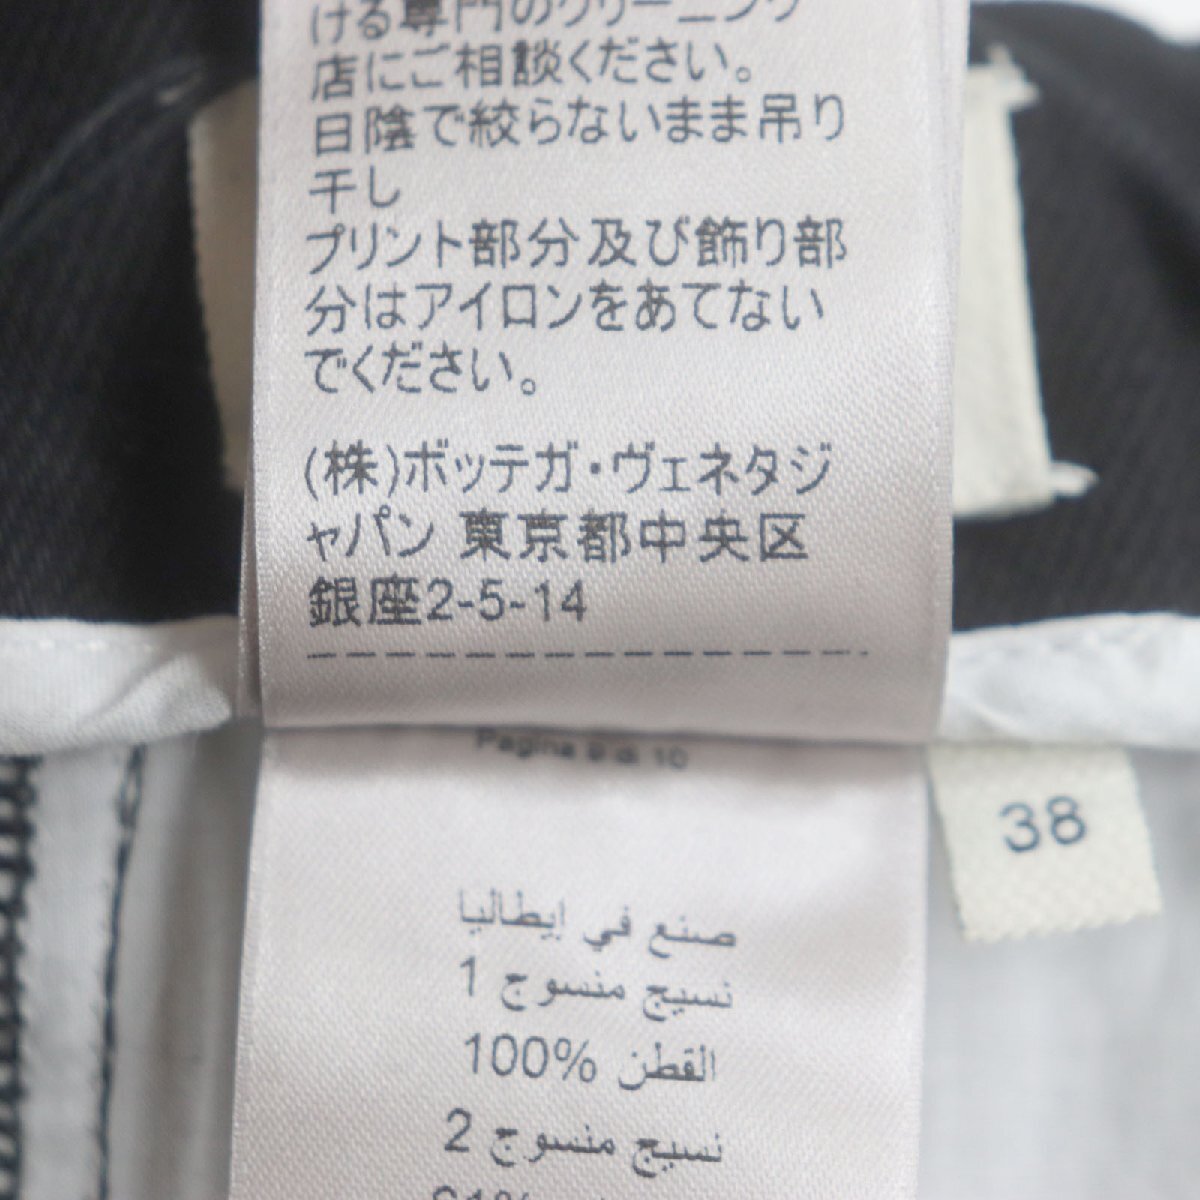 ける専門のクリーニング
店にご相談ください。
日陰で絞らないまま吊り
干し
プリント部分及び飾り部
分はアイロンをあてない
でください。
(株)ボッテガ・ヴェネタジ
ャパン 東京都中央区
銀座2-5-14
Pagina 9 di 10
38
صنع في إيطاليا
نسيج منسوج 1
100% القطن
نسيج منسوج 2
61%